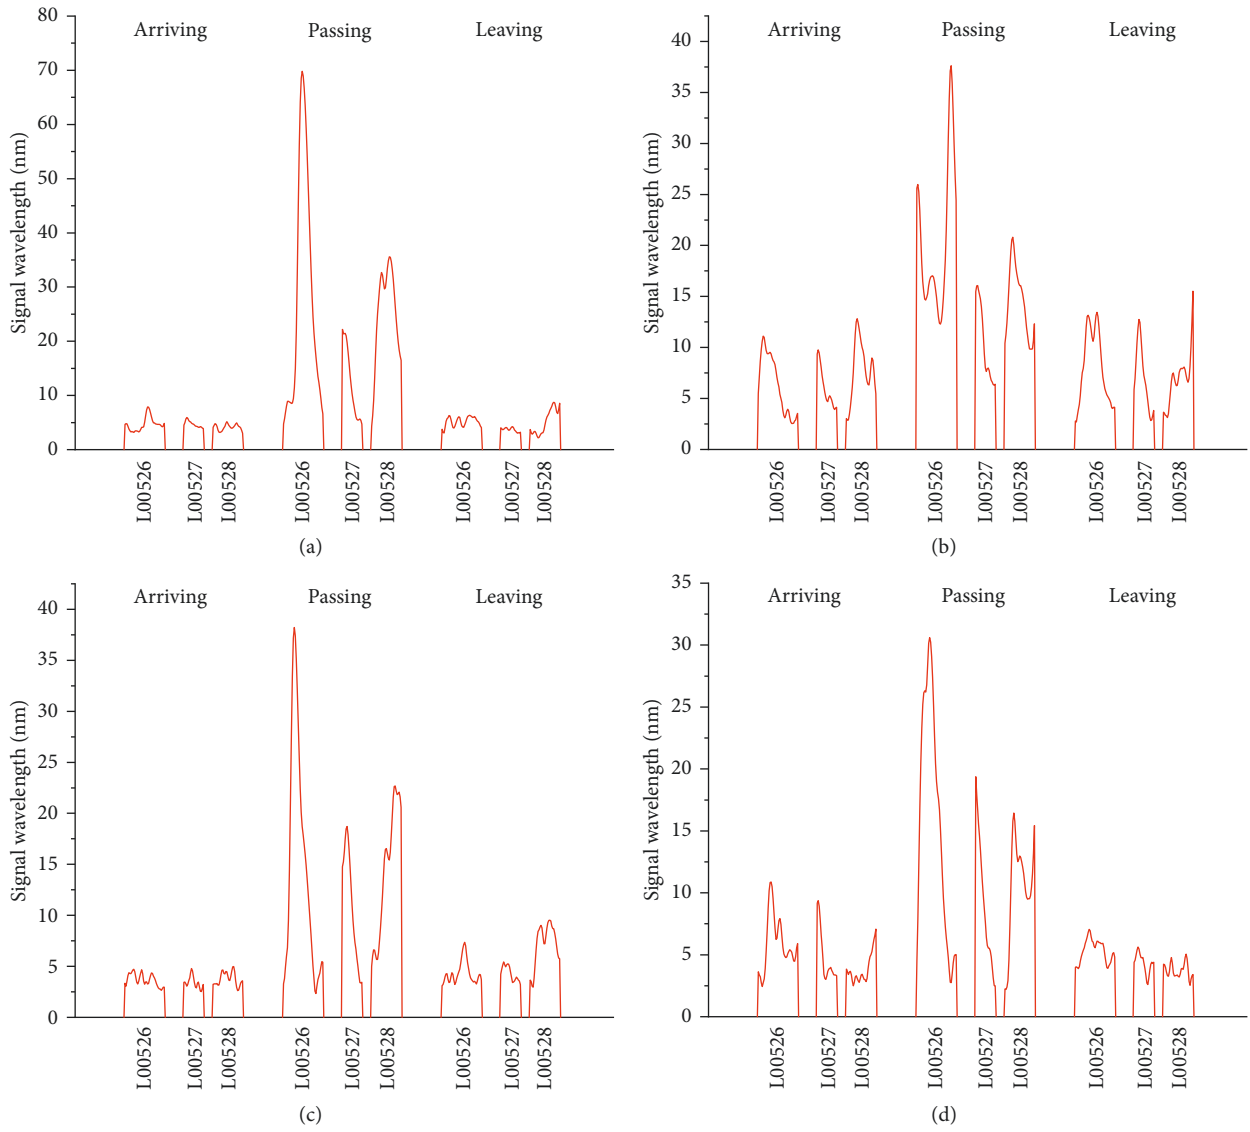 80
70
60
50
40
30
20
10
0
Signal wavelength (nm)
Arriving
Passing
Leaving
L00526
L00527
L00528
L00526
L00527
L00528
L00526
L00527
L00528
(a)
40
35
30
25
20
15
10
5
0
Signal wavelength (nm)
Arriving
Passing
Leaving
L00526
L00527
L00528
L00526
L00527
L00528
L00526
L00527
L00528
(b)
40
35
30
25
20
15
10
5
0
Signal wavelength (nm)
Arriving
Passing
Leaving
L00526
L00527
L00528
L00526
L00527
L00528
L00526
L00527
L00528
(c)
35
30
25
20
15
10
5
0
Signal wavelength (nm)
Arriving
Passing
Leaving
L00526
L00527
L00528
L00526
L00527
L00528
L00526
L00527
L00528
(d)